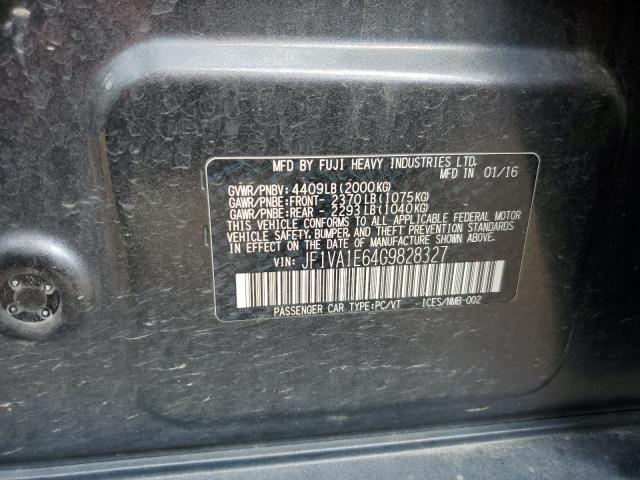 MFD BY FUJI HEAVY INDUSTRIES LTD.
MFD IN 01/16
GVWR/PNBV: 4409LB(2000KG)
GAWR/PNBE:FRONT- 2370LB(1075KG)
GAWR/PNBE:REAR - 2293LB(1040KG)
THIS VEHICLE CONFORMS TO ALL APPLICABLE FEDERAL MOTOR
VEHICLE SAFETY, BUMPER, AND THEFT PREVENTION STANDARDS
IN EFFECT ON THE DATE OF MANUFACTURE SHOWN ABOVE.
VIN: JF1VA1E64G9828327
PASSENGER CAR TYPE:PC/VT ICES/NMB-002